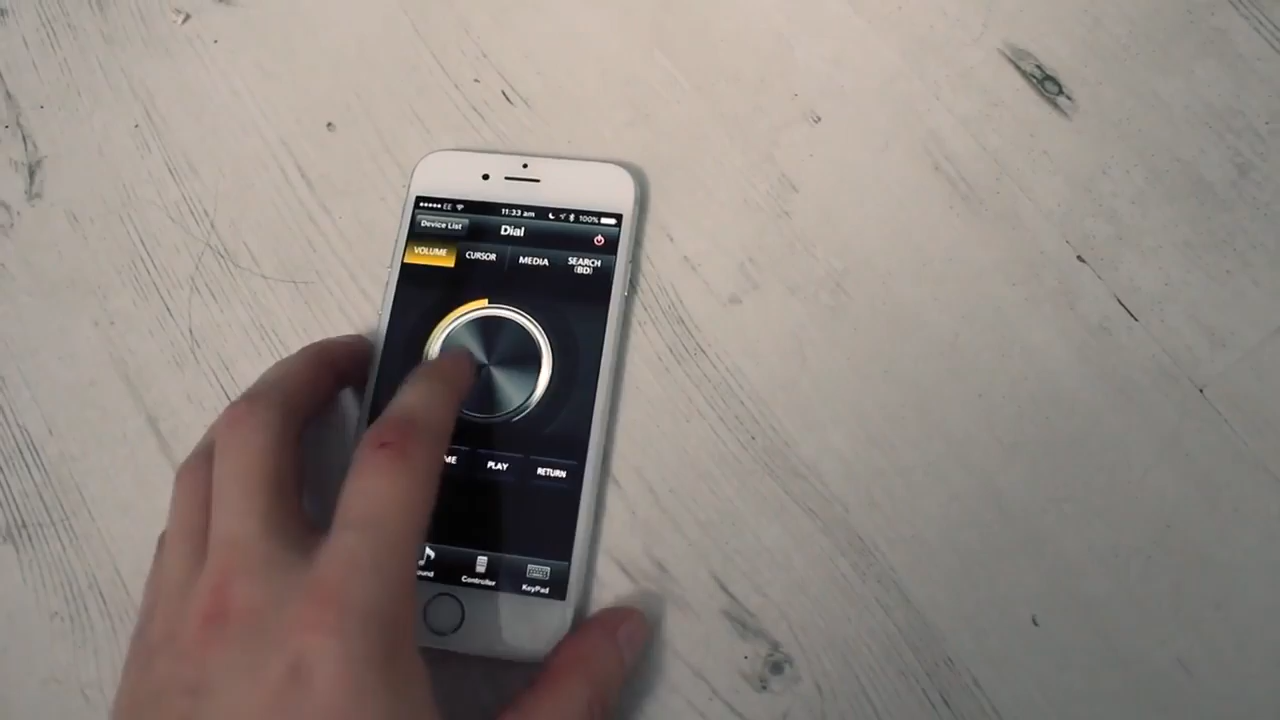 EE 11:33 am 100%
Device List Dial
VOLUME CURSOR MEDIA SEARCH
(BD)
PLAY RETURN
Controller KeyPad